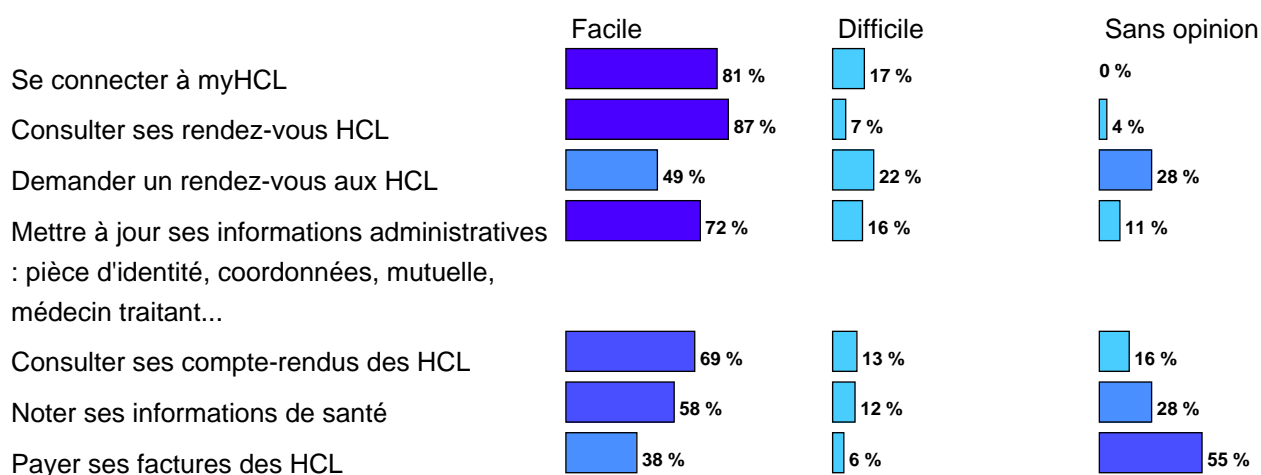 Facile Difficile Sans opinion
Se connecter à myHCL 81 % 17 % 0 %
Consulter ses rendez-vous HCL 87 % 7 % 4 %
Demander un rendez-vous aux HCL 49 % 22 % 28 %
Mettre à jour ses informations administratives 72 % 16 % 11 %
: pièce d'identité, coordonnées, mutuelle,
médecin traitant...
Consulter ses compte-rendus des HCL 69 % 13 % 16 %
Noter ses informations de santé 58 % 12 % 28 %
Payer ses factures des HCL 38 % 6 % 55 %